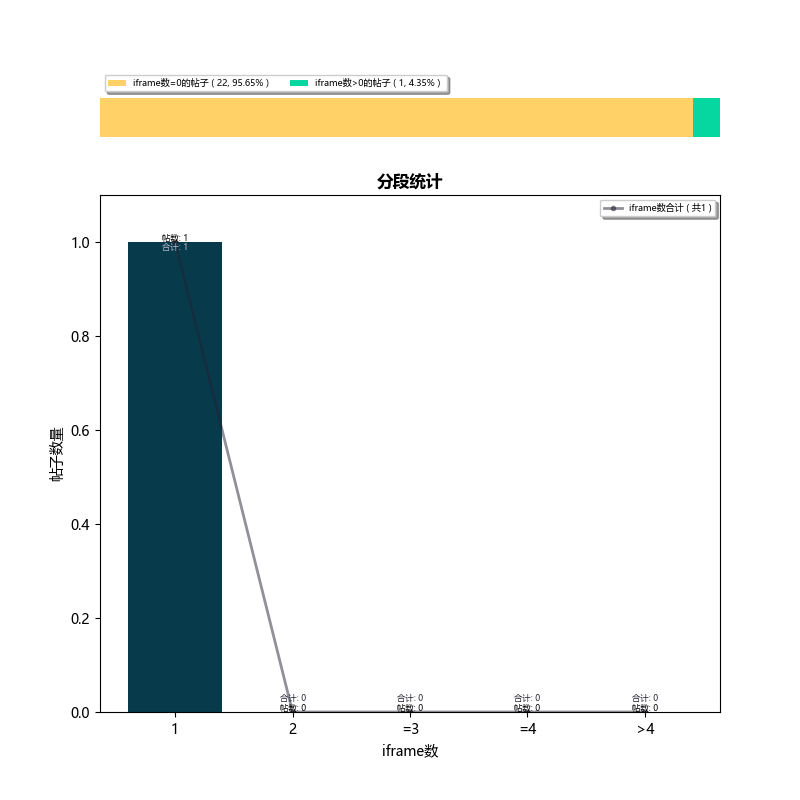 iframe数=0的帖子 ( 22, 95.65% ) iframe数>0的帖子 ( 1, 4.35% )
分段统计
iframe数合计 ( 共1 )
帖数: 1
合计: 1
1.0
0.8
0.6
0.4
0.2
0.0
帖子数量
合计: 0 合计: 0 合计: 0 合计: 0
帖数: 0 帖数: 0 帖数: 0 帖数: 0
1 2 =3 =4 >4
iframe数